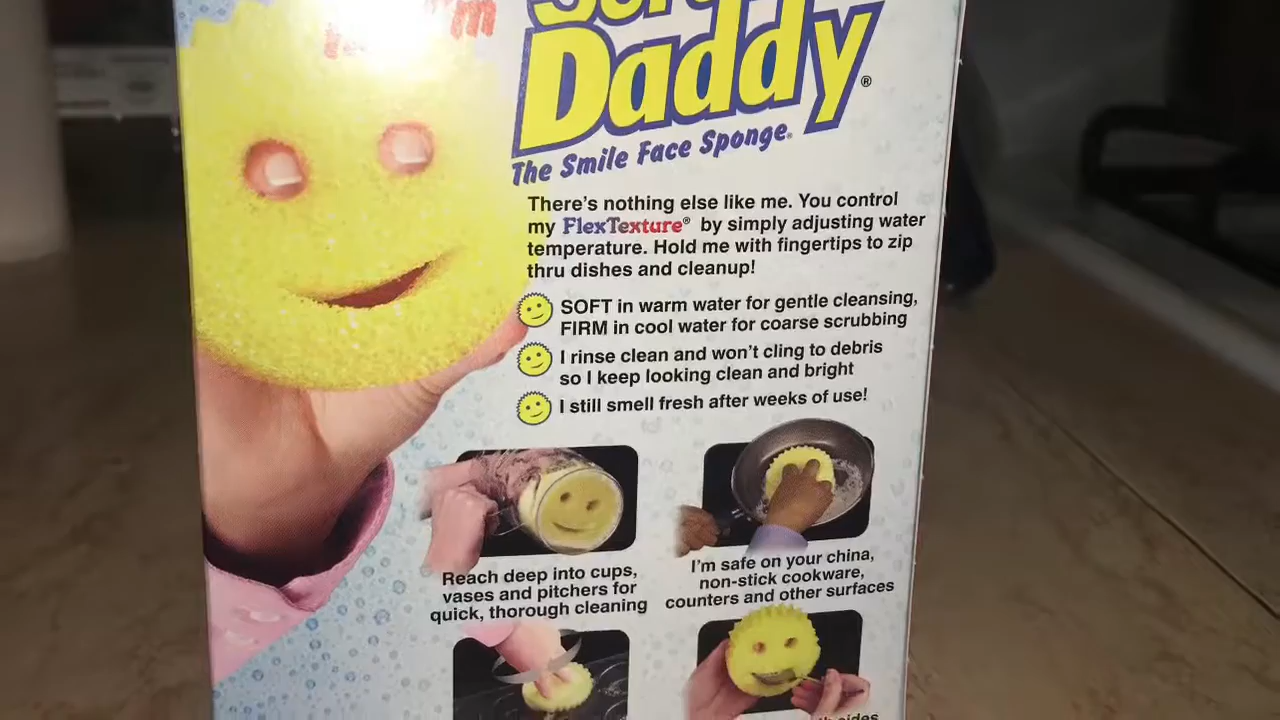 Daddy®
The Smile Face Sponge®
There's nothing else like me. You control
my FlexTexture® by simply adjusting water
temperature. Hold me with fingertips to zip
thru dishes and cleanup!
SOFT in warm water for gentle cleansing,
FIRM in cool water for coarse scrubbing
I rinse clean and won't cling to debris
so I keep looking clean and bright
I still smell fresh after weeks of use!
Reach deep into cups,
vases and pitchers for
quick, thorough cleaning
I'm safe on your china,
non-stick cookware,
counters and other surfaces
sides